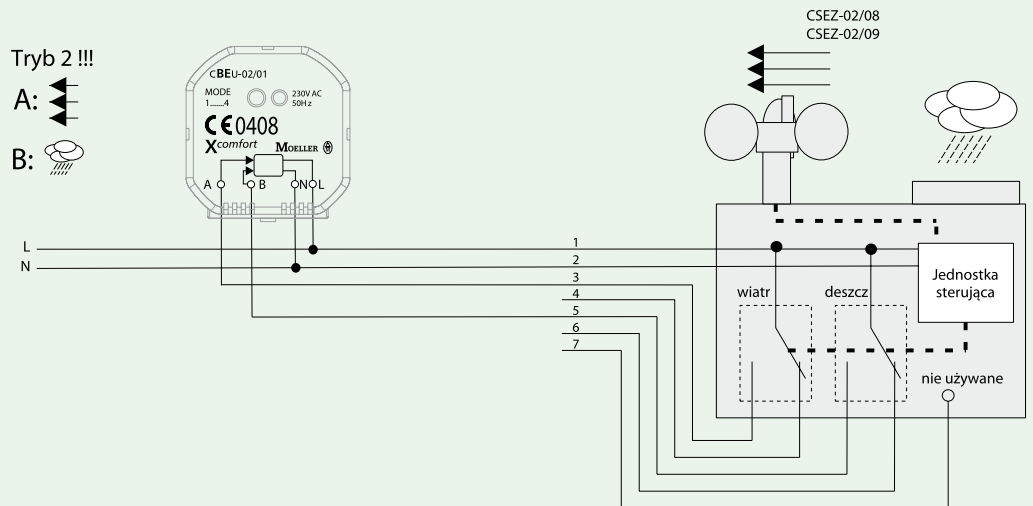 CSEZ-02/08
CSEZ-02/09
Tryb 2 !!!
A:
B:
CBEU-02/01
MODE
1......4
230V AC
50Hz
CE0408
Xcomfort
MOELLER
A
B
N
L
L
N
1
2
3
4
5
6
7
wiatr
deszcz
Jednostka
sterująca
nie używane